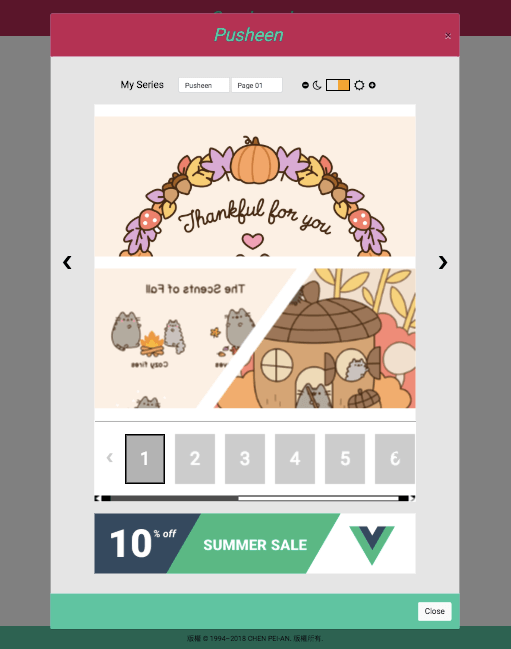 Pusheen
×
My Series
Pusheen
Page 01
Thankful for you
The Scents of Fall
Cozy fires
1
2
3
4
5
6
10% off
SUMMER SALE
Close
版權 © 1994~2018 CHEN PEI-AN. 版權所有.